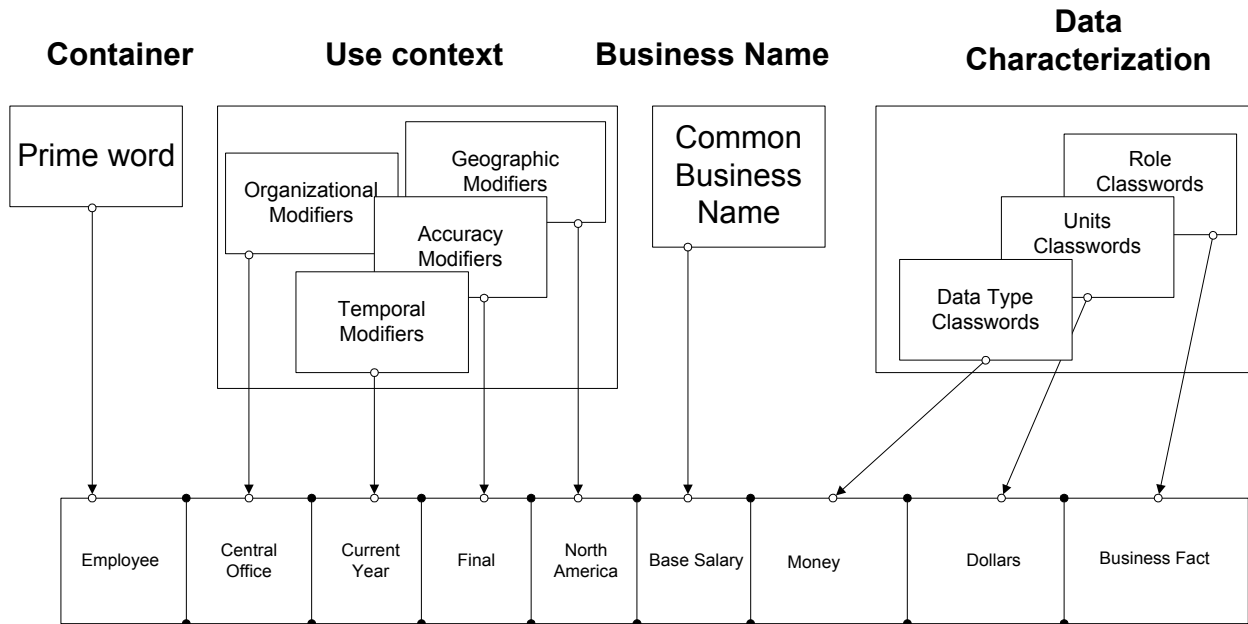 Container
Use context
Business Name
Data
Characterization
Prime word
Organizational
Modifiers
Geographic
Modifiers
Accuracy
Modifiers
Temporal
Modifiers
Common
Business
Name
Role
Classwords
Units
Classwords
Data Type
Classwords
Employee
Central
Office
Current
Year
Final
North
America
Base Salary
Money
Dollars
Business Fact